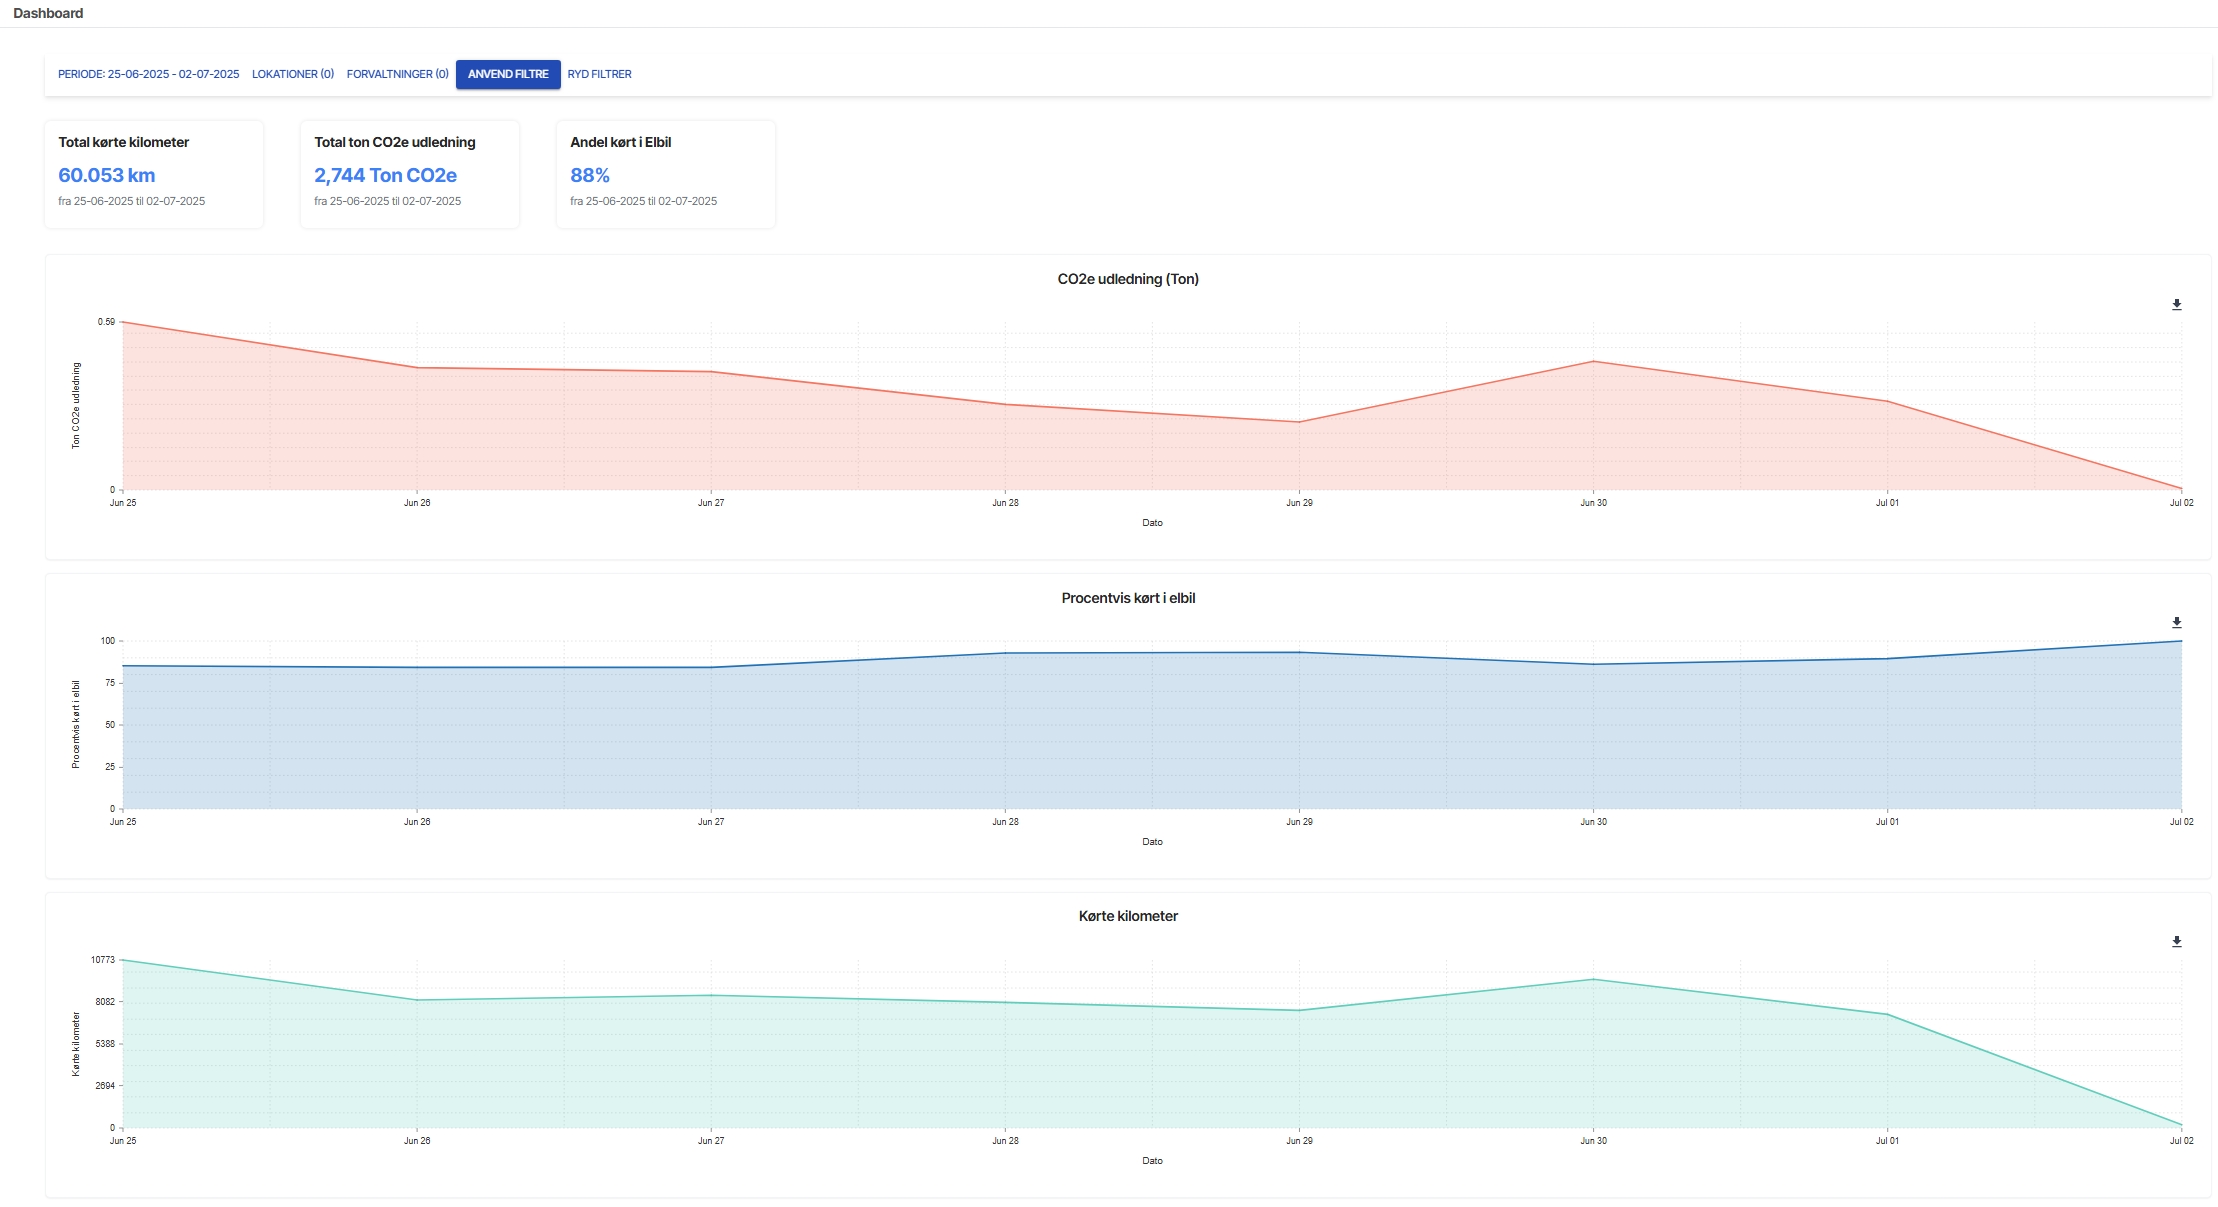 Dashboard
PERIODE: 25-06-2025 - 02-07-2025 LOKATIONER (0) FORVALTNINGER (0) ANVEND FILTRE RYD FILTRER
Total kørte kilometer
60.053 km
fra 25-06-2025 til 02-07-2025
Total ton CO2e udledning
2,744 Ton CO2e
fra 25-06-2025 til 02-07-2025
Andel kørt i Elbil
88%
fra 25-06-2025 til 02-07-2025
CO2e udledning (Ton)
Ton CO2e udledning
0.59
0
Jun 25 Jun 26 Jun 27 Jun 28 Jun 29 Jun 30 Jul 01 Jul 02
Dato
Procentvis kørt i elbil
Procentvis kørt i elbil
100
75
50
25
0
Jun 25 Jun 26 Jun 27 Jun 28 Jun 29 Jun 30 Jul 01 Jul 02
Dato
Kørte kilometer
Kørte kilometer
10773
8082
5388
2694
0
Jun 25 Jun 26 Jun 27 Jun 28 Jun 29 Jun 30 Jul 01 Jul 02
Dato